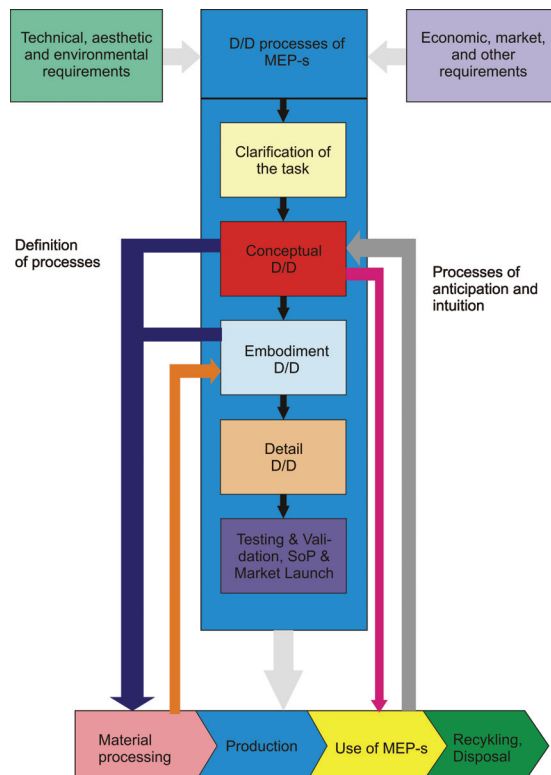 Technical, aesthetic
and environmental
requirements
D/D processes of
MEP-s
Economic, market,
and other
requirements
Clarification of
the task
Definition
of processes
Conceptual
D/D
Processes of
anticipation and
intuition
Embodiment
D/D
Detail
D/D
Testing & Vali-
dation, SoP &
Market Launch
Material
processing
Production
Use of MEP-s
Recykling,
Disposal